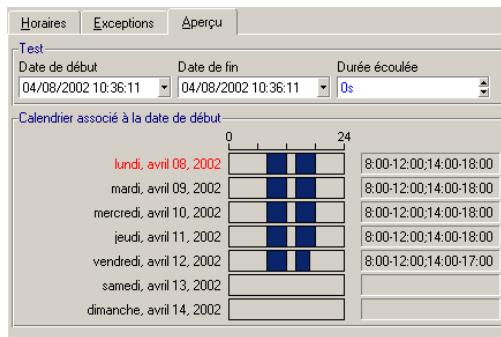 Horaires Exceptions Aperçu
Test
Date de début Date de fin Durée écoulée
04/08/2002 10:36:11 04/08/2002 10:36:11 0s
Calendrier associé à la date de début
0 24
lundi, avril 08, 2002 8:00-12:00;14:00-18:00
mardi, avril 09, 2002 8:00-12:00;14:00-18:00
mercredi, avril 10, 2002 8:00-12:00;14:00-18:00
jeudi, avril 11, 2002 8:00-12:00;14:00-18:00
vendredi, avril 12, 2002 8:00-12:00;14:00-17:00
samedi, avril 13, 2002
dimanche, avril 14, 2002